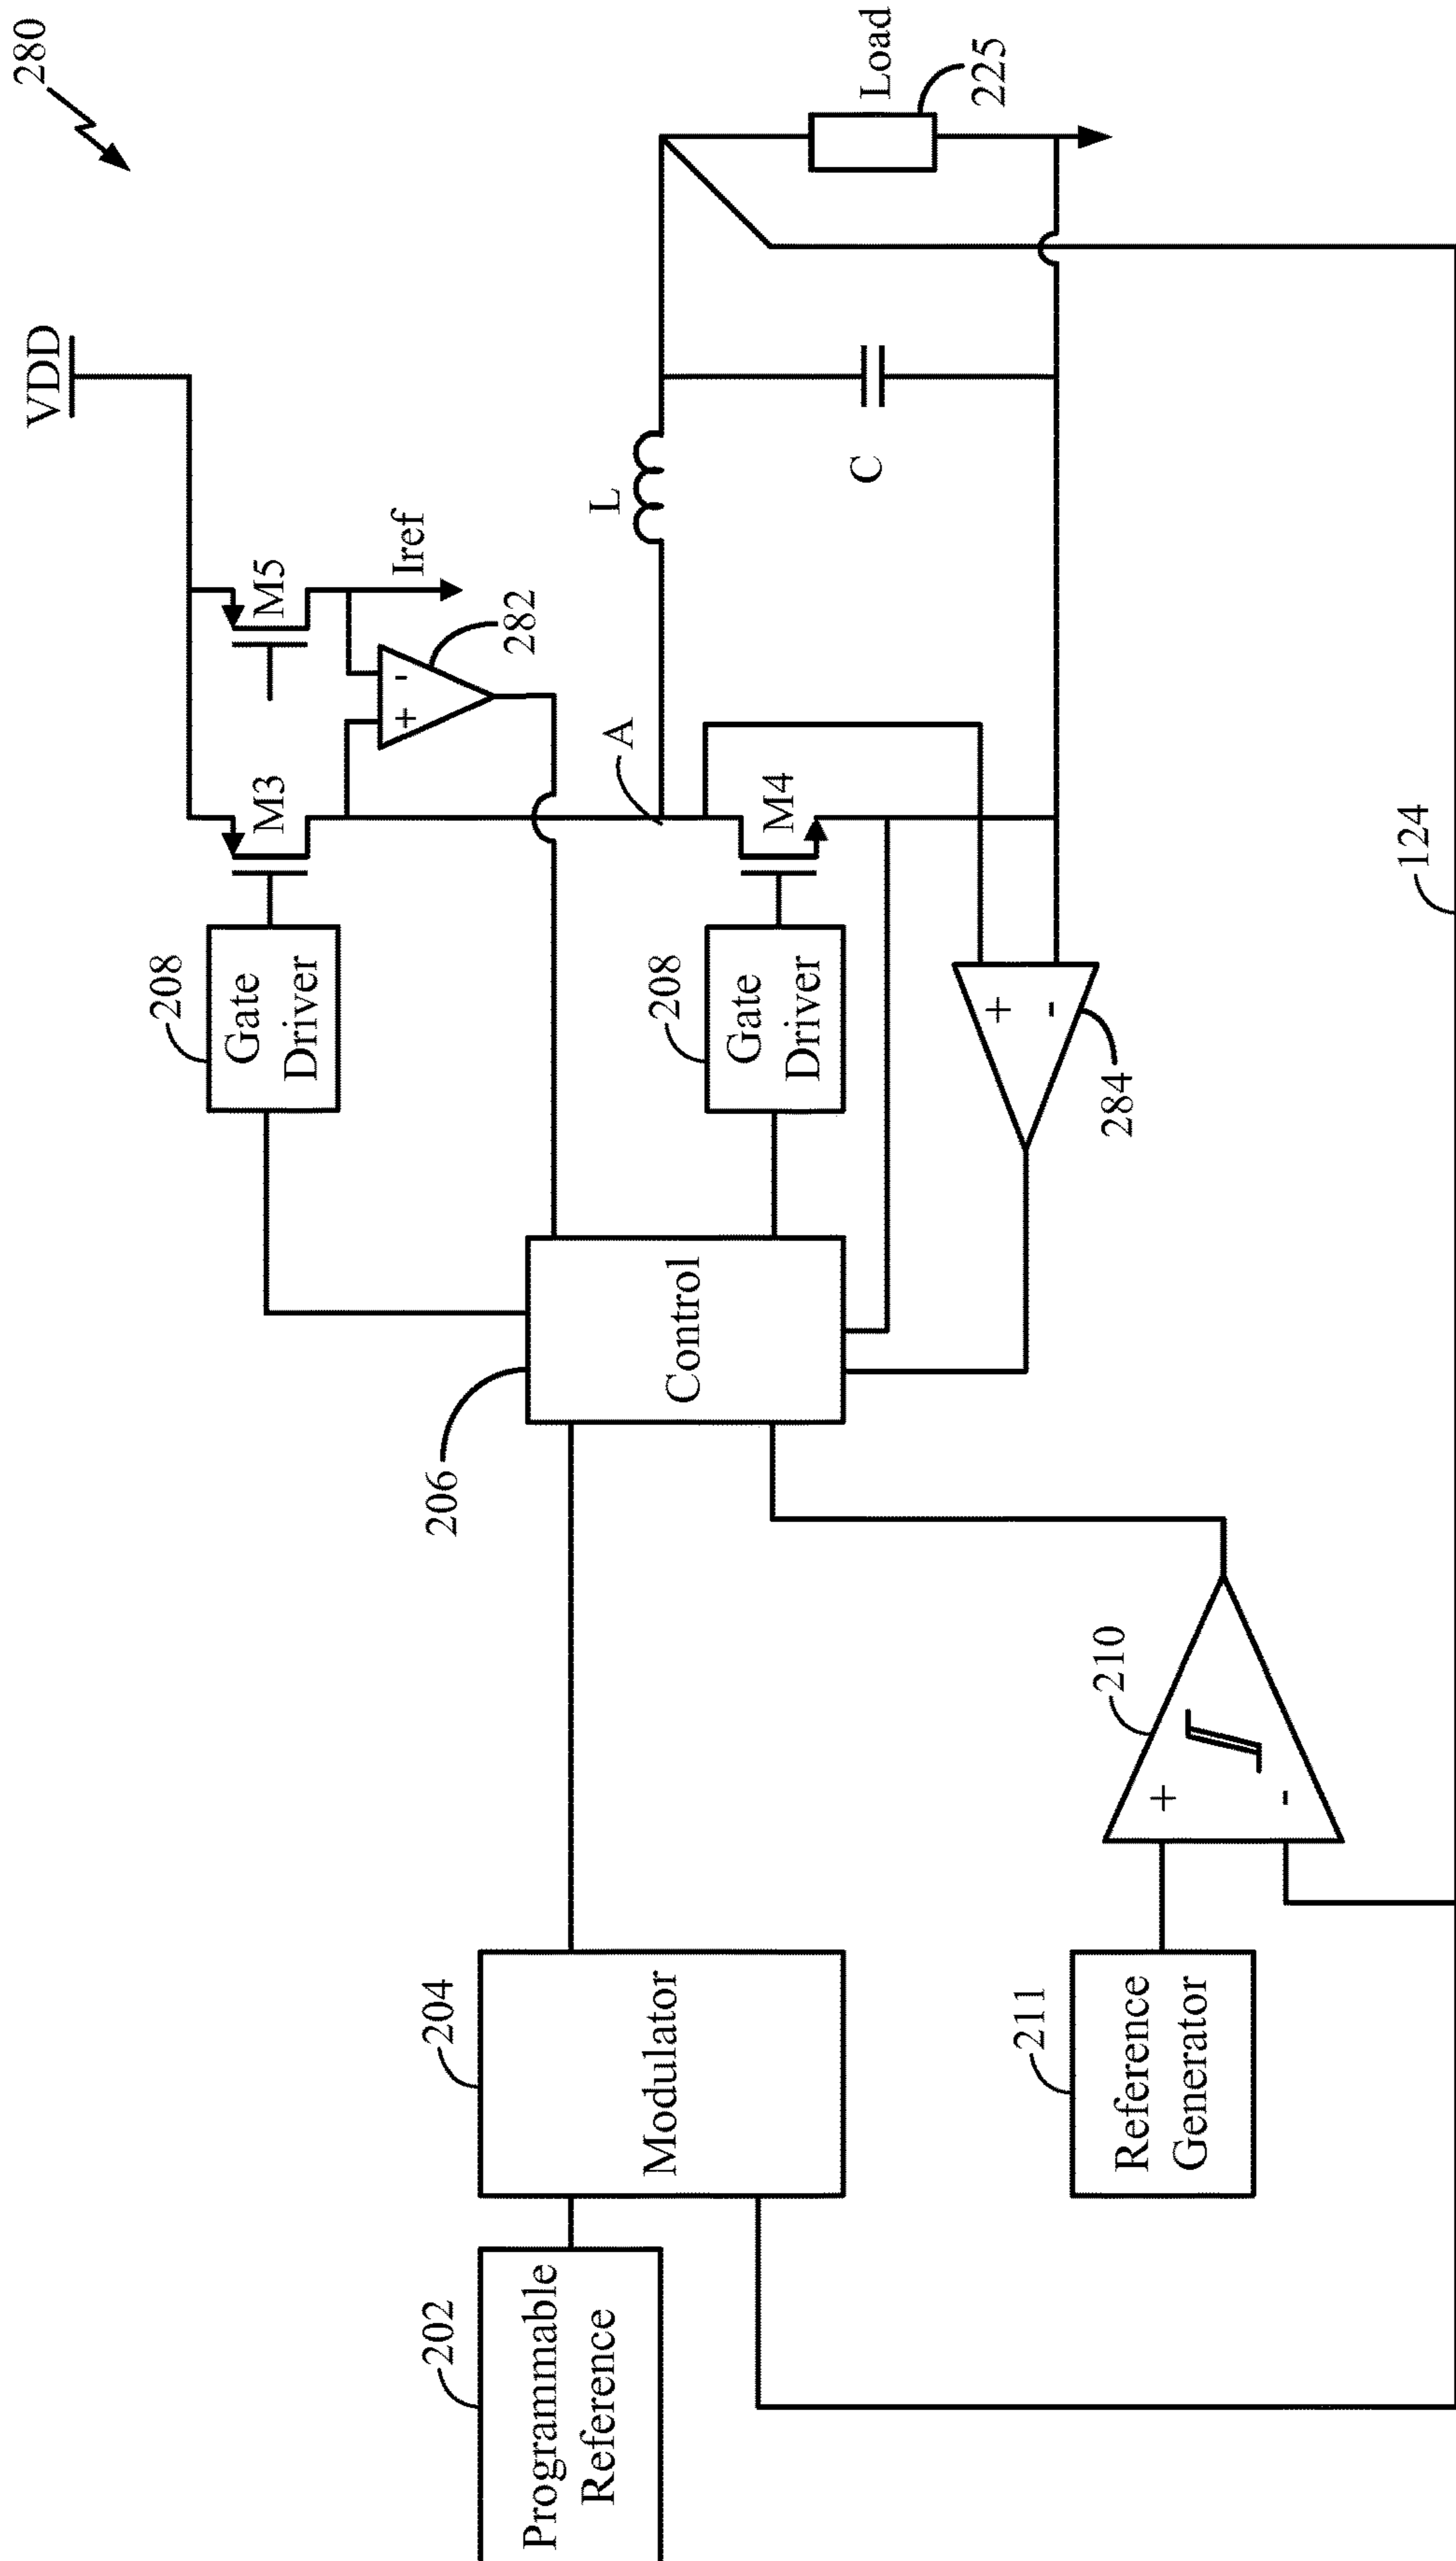 280
VDD
M5
Iref
282
M3
208
Gate
Driver
+
-
A
L
C
Load
225
M4
208
Gate
Driver
+
-
284
206
Control
204
Modulator
202
Programmable
Reference
210
+
-
211
Reference
Generator
124